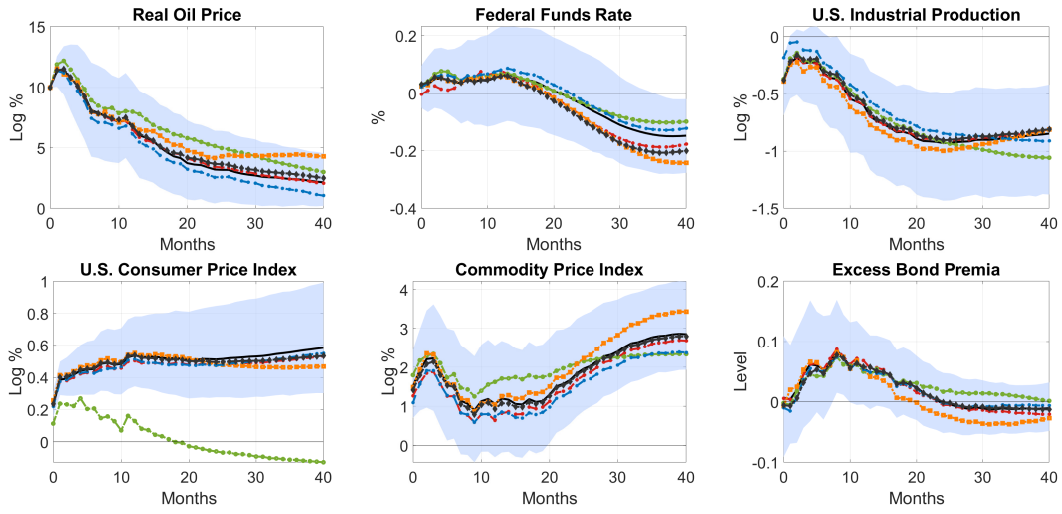 Real Oil Price
15
10
5
0
Log %
0 10 20 30 40
Months
Federal Funds Rate
0.2
0
-0.2
-0.4
%
0 10 20 30 40
Months
U.S. Industrial Production
0
-0.5
-1
-1.5
Log %
0 10 20 30 40
Months
U.S. Consumer Price Index
1
0.8
0.6
0.4
0.2
0
Log %
0 10 20 30 40
Months
Commodity Price Index
4
3
2
1
0
Log %
0 10 20 30 40
Months
Excess Bond Premia
0.2
0.1
0
-0.1
Level
0 10 20 30 40
Months